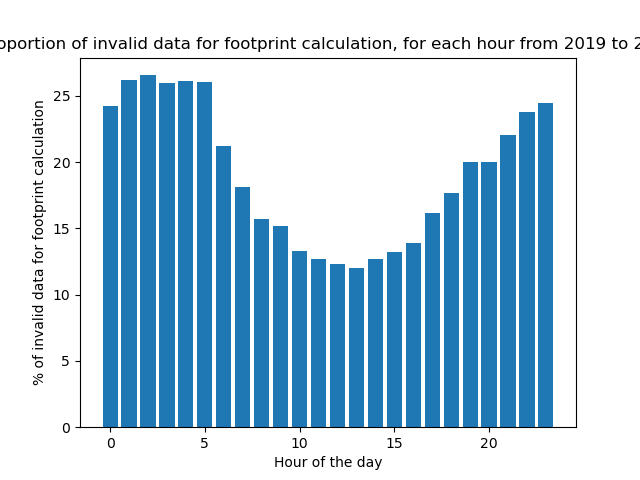 oportion of invalid data for footprint calculation, for each hour from 2019 to 2
% of invalid data for footprint calculation
25
20
15
10
5
0
0 5 10 15 20
Hour of the day